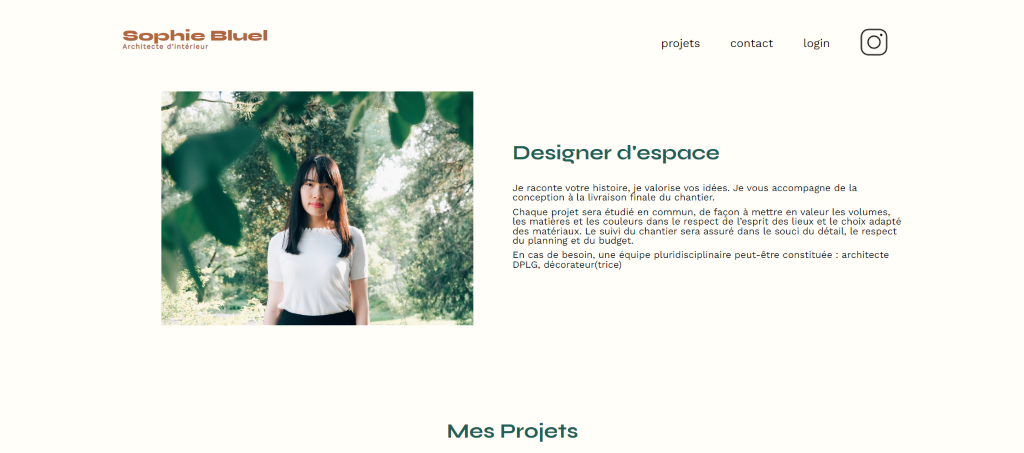 Sophie Bluel
Architecte d'intérieur
projets
contact
login
Designer d'espace
Je raconte votre histoire, je valorise vos idées. Je vous accompagne de la
conception à la livraison finale du chantier.
Chaque projet sera étudié en commun, de façon à mettre en valeur les volumes,
les matières et les couleurs dans le respect de l'esprit des lieux et le choix adapté
des matériaux. Le suivi du chantier sera assuré dans le souci du détail, le respect
du planning et du budget.
En cas de besoin, une équipe pluridisciplinaire peut-être constituée : architecte
DPLG, décorateur(trice)
Mes Projets